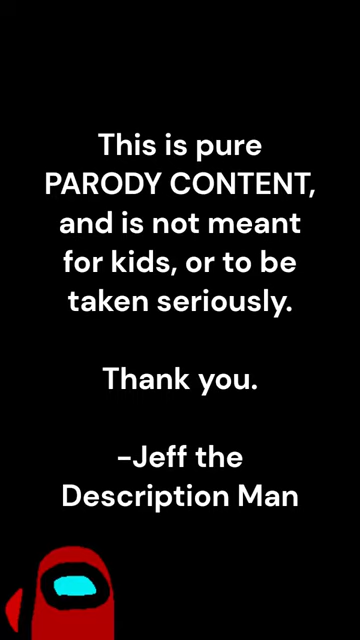 This is pure
PARODY CONTENT,
and is not meant
for kids, or to be
taken seriously.
Thank you.
-Jeff the
Description Man